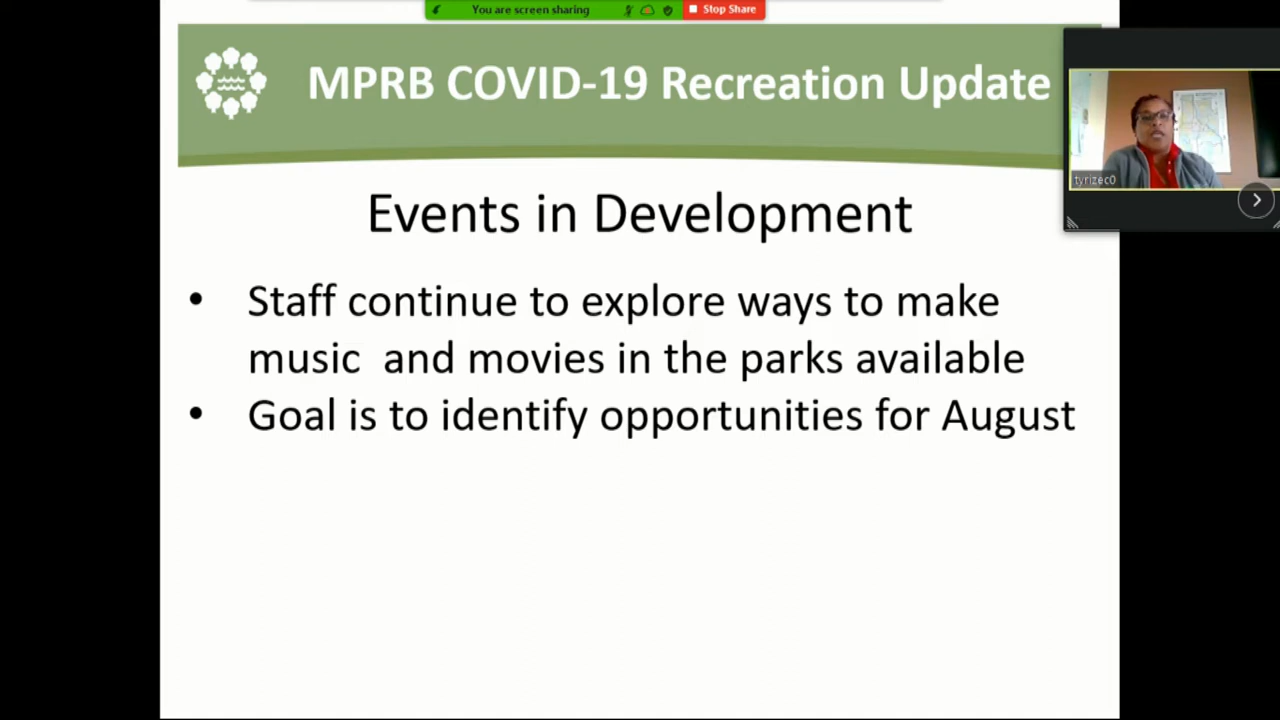 You are screen sharing
Stop Share
MPRB COVID-19 Recreation Update
tyrizec0
Events in Development
• Staff continue to explore ways to make
music  and movies in the parks available
• Goal is to identify opportunities for August